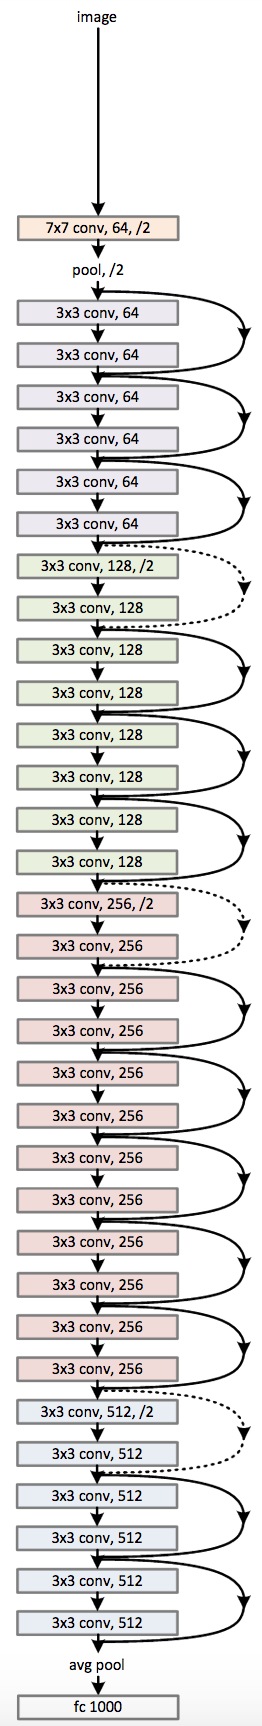 image
7x7 conv, 64, /2
pool, /2
3x3 conv, 64
3x3 conv, 64
3x3 conv, 64
3x3 conv, 64
3x3 conv, 64
3x3 conv, 64
3x3 conv, 128, /2
3x3 conv, 128
3x3 conv, 128
3x3 conv, 128
3x3 conv, 128
3x3 conv, 128
3x3 conv, 128
3x3 conv, 128
3x3 conv, 256, /2
3x3 conv, 256
3x3 conv, 256
3x3 conv, 256
3x3 conv, 256
3x3 conv, 256
3x3 conv, 256
3x3 conv, 256
3x3 conv, 256
3x3 conv, 256
3x3 conv, 256
3x3 conv, 256
3x3 conv, 512, /2
3x3 conv, 512
3x3 conv, 512
3x3 conv, 512
3x3 conv, 512
3x3 conv, 512
avg pool
fc 1000